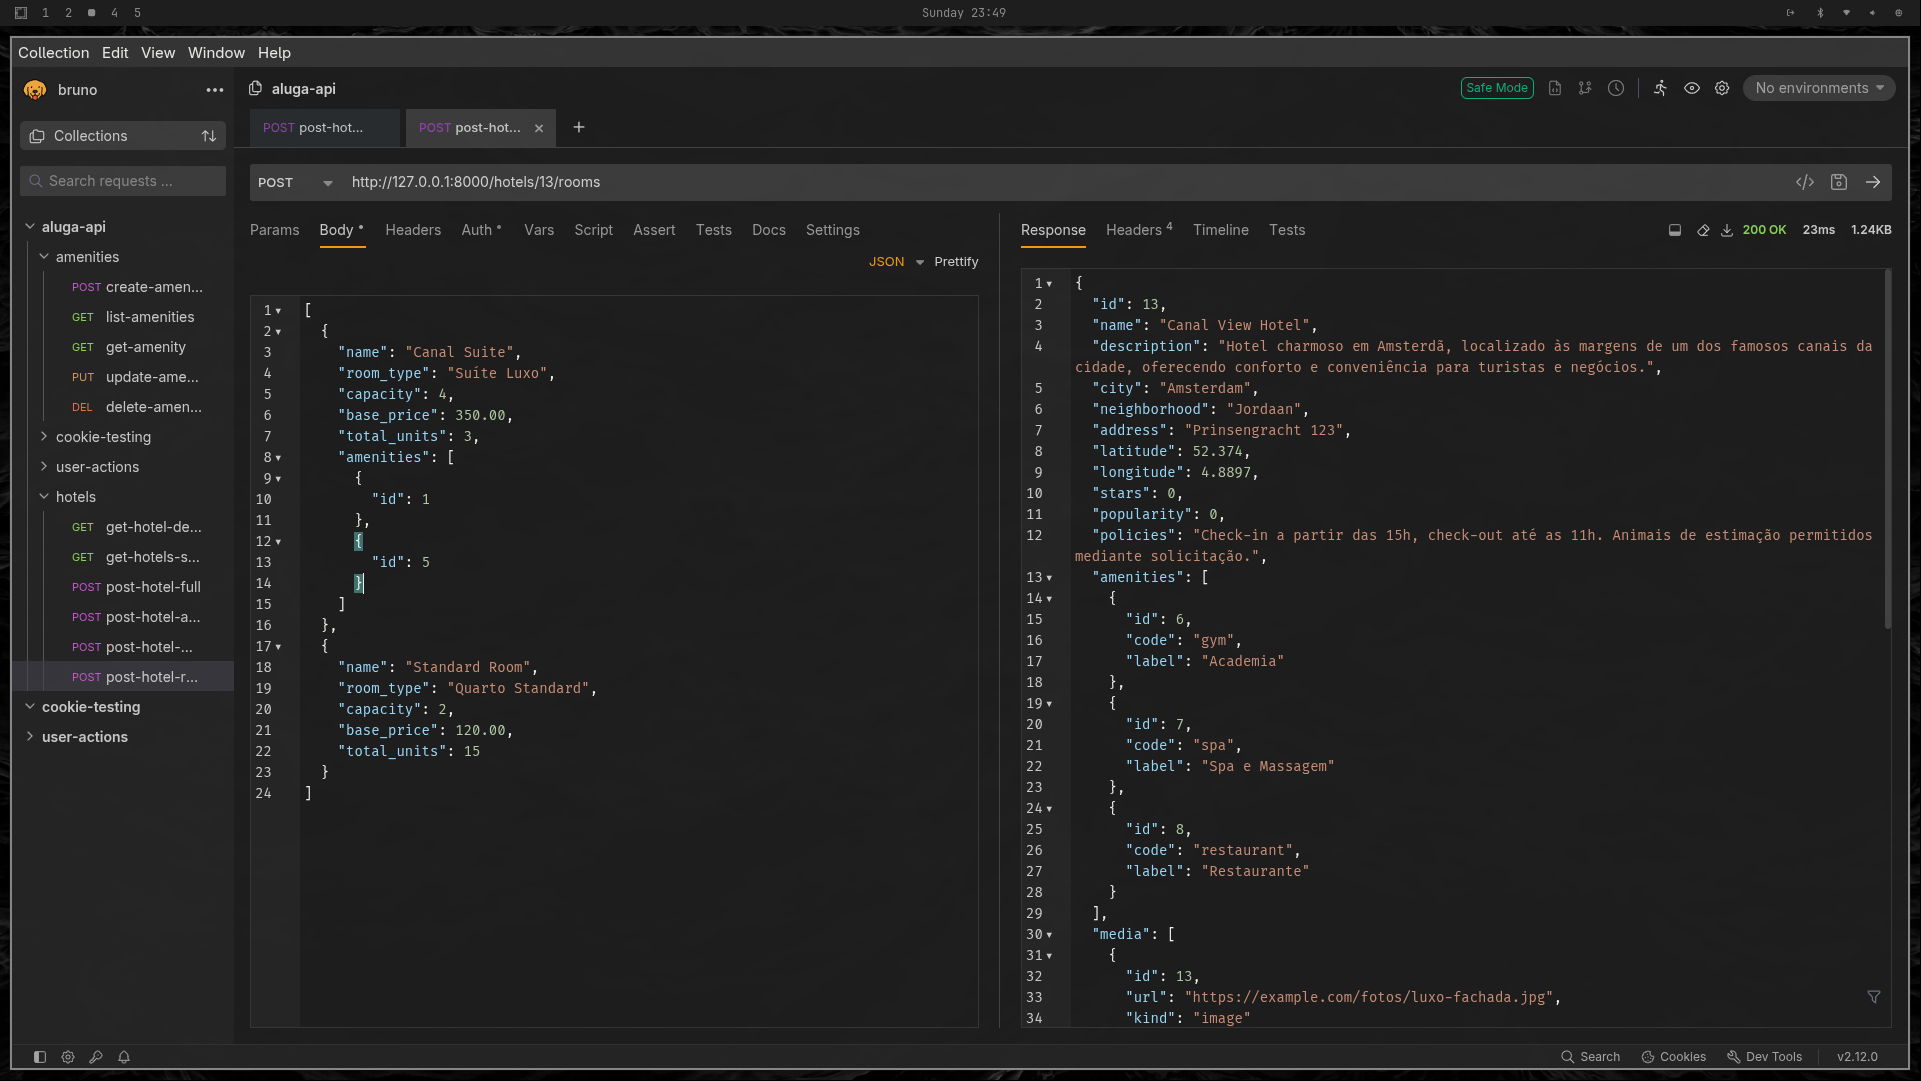 1 2 4 5
Sunday 23:49
Collection Edit View Window Help
bruno
aluga-api
Safe Mode
No environments
Collections
POST post-hot...
POST post-hot...
Search requests ...
POST
http://127.0.0.1:8000/hotels/13/rooms
aluga-api
amenities
POST create-amen...
GET list-amenities
GET get-amenity
PUT update-ame...
DEL delete-amen...
cookie-testing
user-actions
hotels
GET get-hotel-de...
GET get-hotels-s...
POST post-hotel-full
POST post-hotel-a...
POST post-hotel-...
POST post-hotel-r...
cookie-testing
user-actions
Params Body Headers Auth Vars Script Assert Tests Docs Settings
JSON Prettify
1 [
2 {
3 "name": "Canal Suite",
4 "room_type": "Suíte Luxo",
5 "capacity": 4,
6 "base_price": 350.00,
7 "total_units": 3,
8 "amenities": [
9 {
10 "id": 1
11 },
12 {
13 "id": 5
14 }
15 ]
16 },
17 {
18 "name": "Standard Room",
19 "room_type": "Quarto Standard",
20 "capacity": 2,
21 "base_price": 120.00,
22 "total_units": 15
23 }
24 ]
Response Headers 4 Timeline Tests
200 OK 23ms 1.24KB
1 {
2 "id": 13,
3 "name": "Canal View Hotel",
4 "description": "Hotel charmoso em Amsterdã, localizado às margens de um dos famosos canais da
cidade, oferecendo conforto e conveniência para turistas e negócios.",
5 "city": "Amsterdam",
6 "neighborhood": "Jordaan",
7 "address": "Prinsengracht 123",
8 "latitude": 52.374,
9 "longitude": 4.8897,
10 "stars": 0,
11 "popularity": 0,
12 "policies": "Check-in a partir das 15h, check-out até as 11h. Animais de estimação permitidos
mediante solicitação.",
13 "amenities": [
14 {
15 "id": 6,
16 "code": "gym",
17 "label": "Academia"
18 },
19 {
20 "id": 7,
21 "code": "spa",
22 "label": "Spa e Massagem"
23 },
24 {
25 "id": 8,
26 "code": "restaurant",
27 "label": "Restaurante"
28 }
29 ],
30 "media": [
31 {
32 "id": 13,
33 "url": "https://example.com/fotos/luxo-fachada.jpg",
34 "kind": "image"
Search Cookies Dev Tools v2.12.0